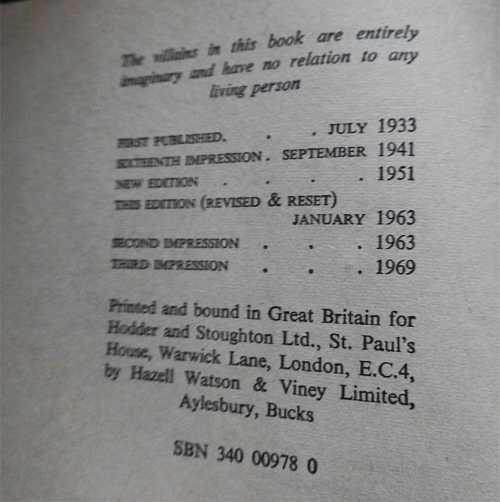 The villains in this book are entirely
imaginary and have no relation to any
living person
FIRST PUBLISHED. . . JULY 1933
SIXTEENTH IMPRESSION. SEPTEMBER 1941
NEW EDITION . . . . 1951
THIS EDITION (REVISED & RESET)
JANUARY 1963
SECOND IMPRESSION . . . 1963
THIRD IMPRESSION . . . 1969
Printed and bound in Great Britain for
Hodder and Stoughton Ltd., St. Paul's
House, Warwick Lane, London, E.C.4,
by Hazell Watson & Viney Limited,
Aylesbury, Bucks
SBN 340 00978 0